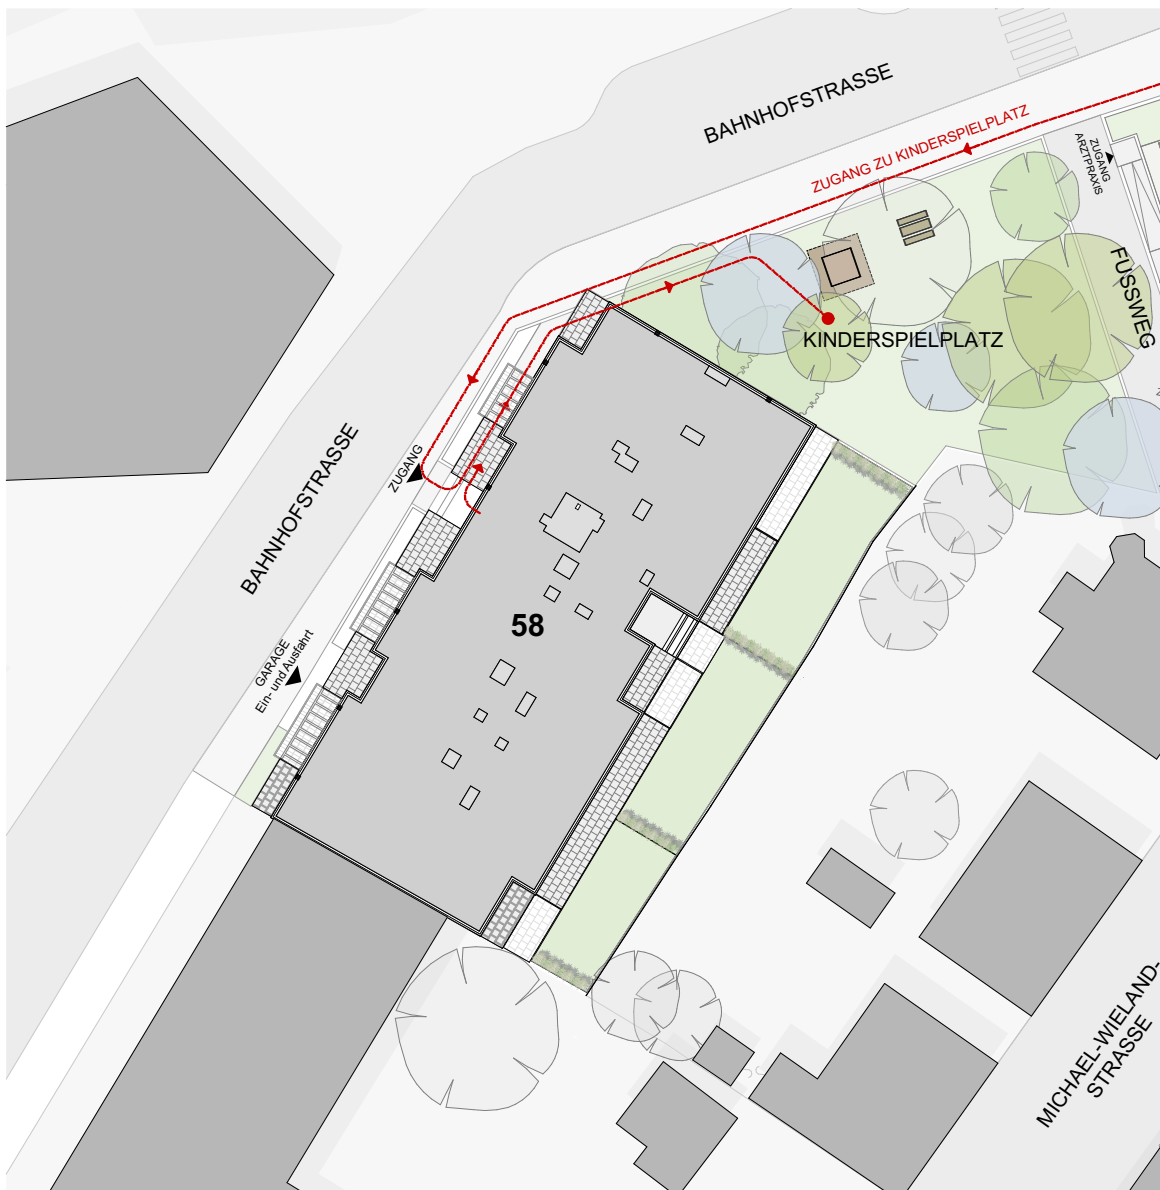 BAHNHOFSTRASSE
ZUGANG ZU KINDERSPIELPLATZ
ZUGANG
ARZTPRAXIS
FUSSWEG
KINDERSPIELPLATZ
BAHNHOFSTRASSE
ZUGANG
58
GARAGE
Ein- und Ausfahrt
MICHAEL-WIELAND-
STRASSE